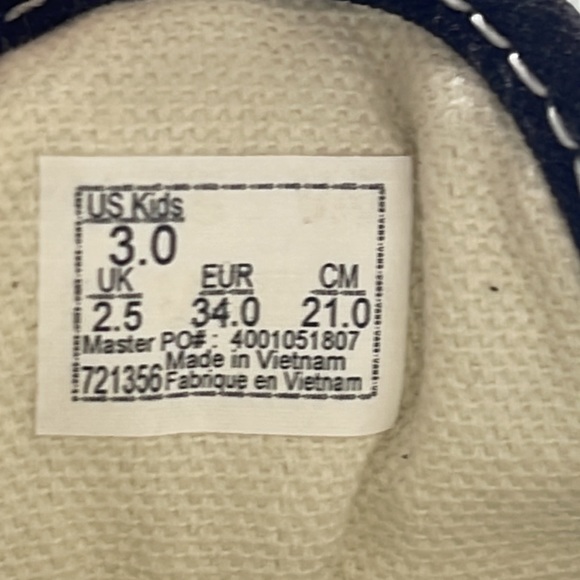 US Kids
3.0
UK EUR CM
2.5 34.0 21.0
Master PO#: 4001051807
Made in Vietnam
721356 Fabrique en Vietnam